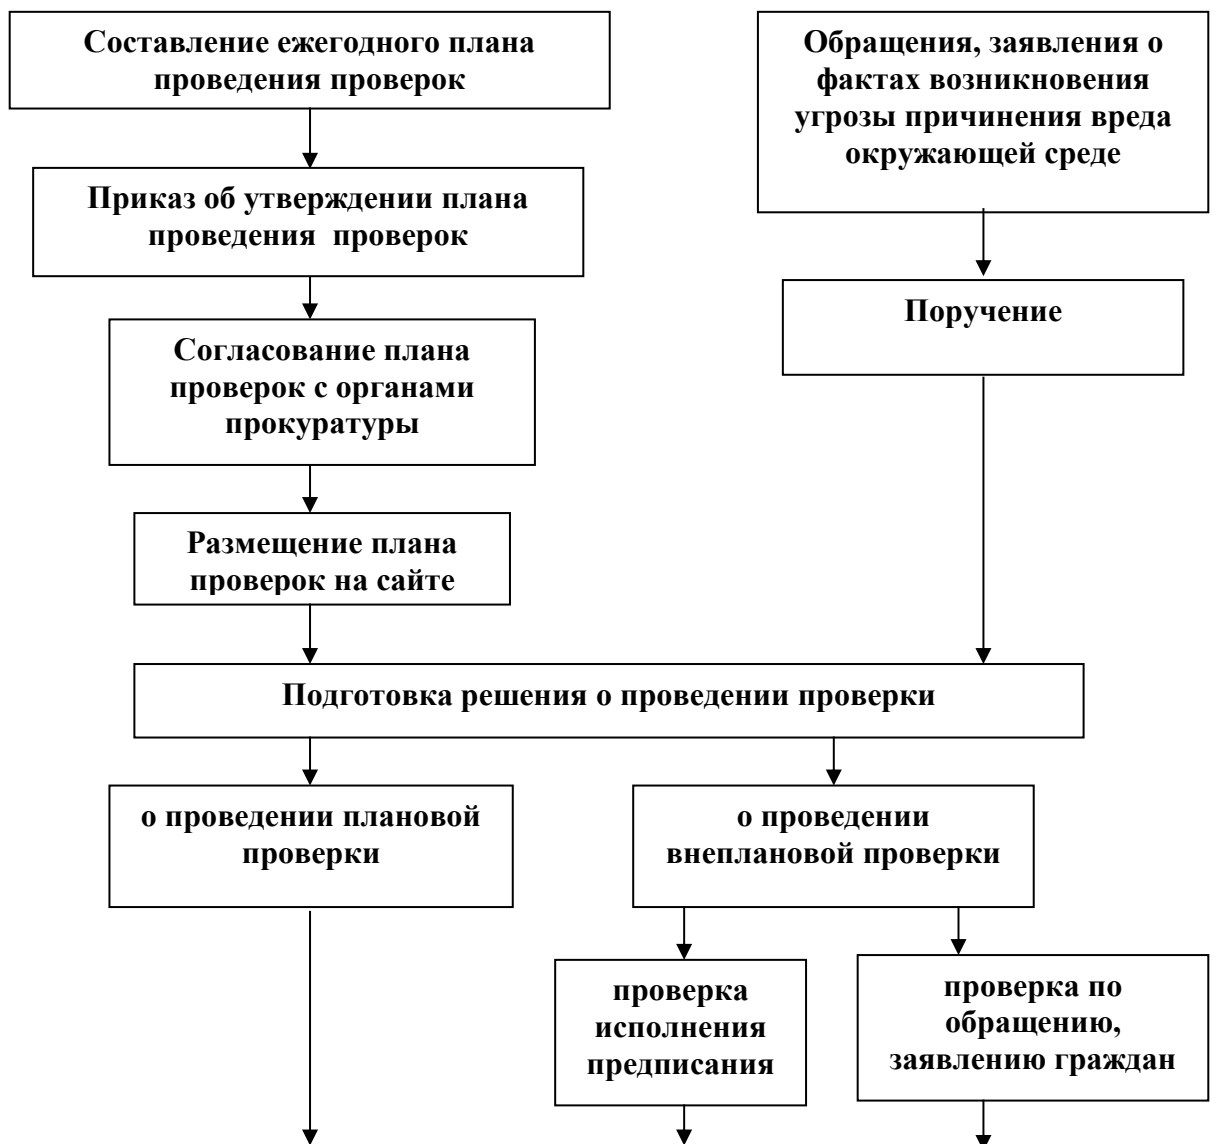 Составление ежегодного плана
проведения проверок
Обращения, заявления о
фактах возникновения
угрозы причинения вреда
окружающей среде
Приказ об утверждении плана
проведения  проверок
Поручение
Согласование плана
проверок с органами
прокуратуры
Размещение плана
проверок на сайте
Подготовка решения о проведении проверки
о проведении плановой
проверки
о проведении
внеплановой проверки
проверка
исполнения
предписания
проверка по
обращению,
заявлению граждан